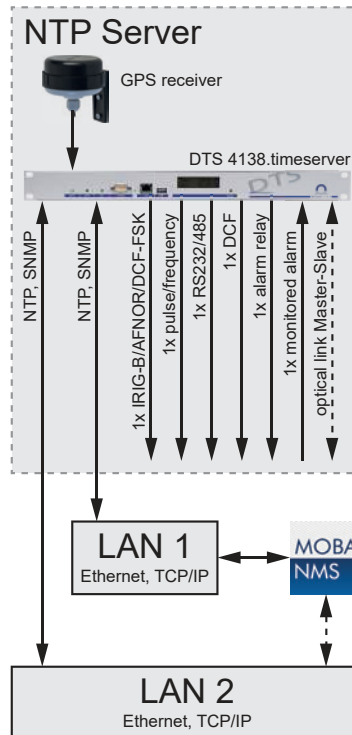 NTP Server
GPS receiver
DTS 4138.timeserver
DTS
NTP, SNMP
NTP, SNMP
1x IRIG-B/AFNOR/DCF-FSK
1x pulse/frequency
1x RS232/485
1x DCF
1x alarm relay
1x monitored alarm
optical link Master-Slave
LAN 1
Ethernet, TCP/IP
MOBA
NMS
LAN 2
Ethernet, TCP/IP